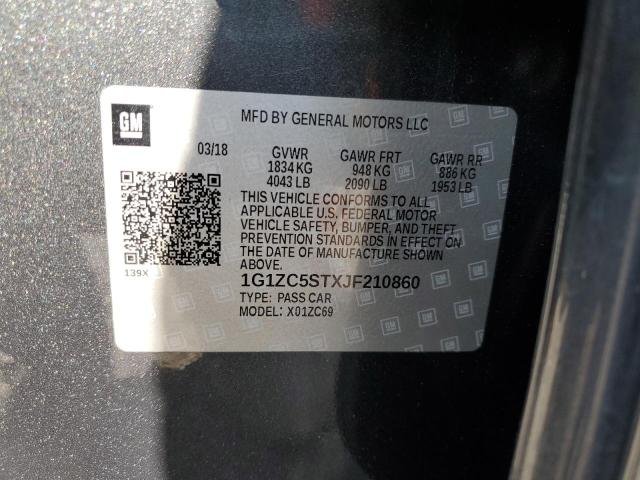 GM
MFD BY GENERAL MOTORS LLC
03/18 GVWR GAWR FRT GAWR RR
1834 KG 948 KG 886 KG
4043 LB 2090 LB 1953 LB
THIS VEHICLE CONFORMS TO ALL
APPLICABLE U.S. FEDERAL MOTOR
VEHICLE SAFETY, BUMPER, AND THEFT
PREVENTION STANDARDS IN EFFECT ON
THE DATE OF MANUFACTURE SHOWN
ABOVE.
139X
1G1ZC5STXJF210860
TYPE: PASS CAR
MODEL: X01ZC69